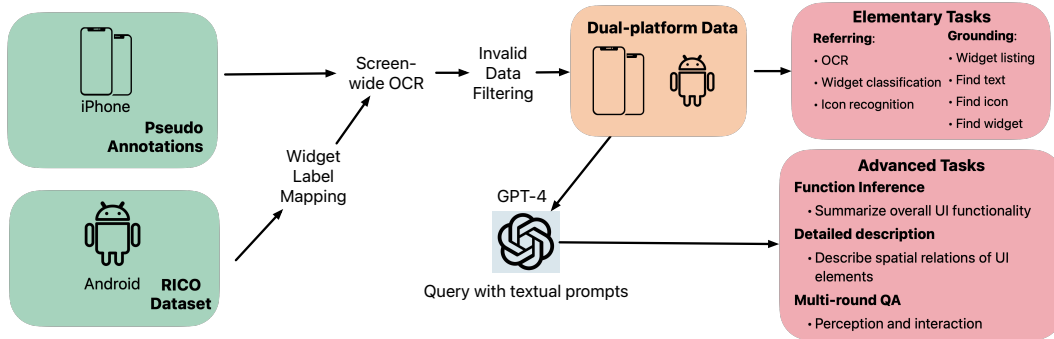 iPhone
Pseudo
Annotations
Android
RICO
Dataset
Widget
Label
Mapping
Screen-
wide OCR
Invalid
Data
Filtering
Dual-platform Data
GPT-4
Query with textual prompts
Elementary Tasks
Referring:
• OCR
• Widget classification
• Icon recognition
Grounding:
• Widget listing
• Find text
• Find icon
• Find widget
Advanced Tasks
Function Inference
• Summarize overall UI functionality
Detailed description
• Describe spatial relations of UI
elements
Multi-round QA
• Perception and interaction